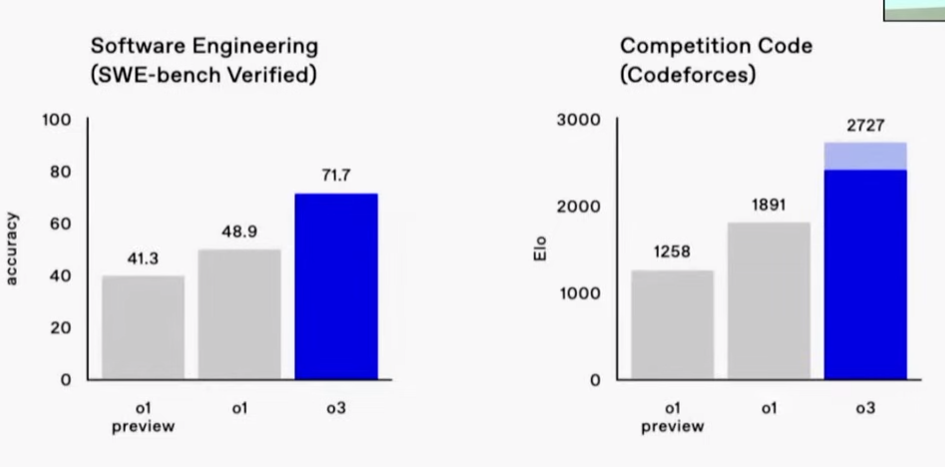 Software Engineering
(SWE-bench Verified)
100
80
60
40
20
0
accuracy
41.3
48.9
71.7
o1
preview
o1
o3
Competition Code
(Codeforces)
3000
2000
1000
0
Elo
1258
1891
2727
o1
preview
o1
o3